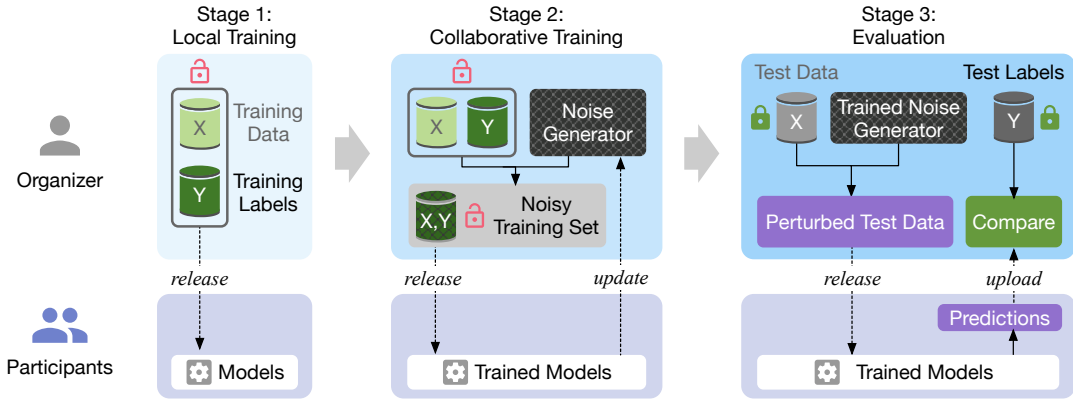 Stage 1:
Local Training
Stage 2:
Collaborative Training
Stage 3:
Evaluation
Organizer
X
Training
Data
Y
Training
Labels
X
Y
Noise
Generator
X,Y
Noisy
Training Set
Test Data
Test Labels
X
Trained Noise
Generator
Y
Perturbed Test Data
Compare
release
release
update
release
upload
Participants
Models
Trained Models
Predictions
Trained Models